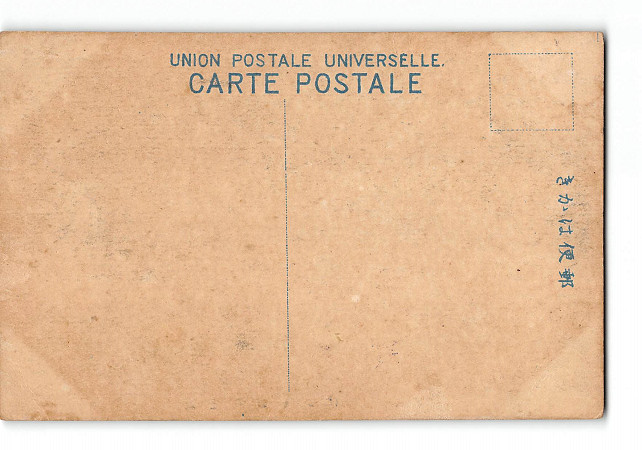 UNION POSTALE UNIVERSELLE.
CARTE POSTALE
きかは便郵